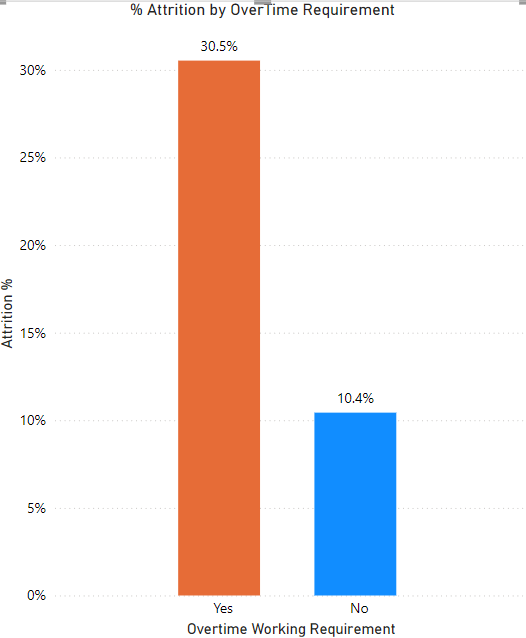 % Attrition by OverTime Requirement
30.5%
30%
25%
20%
15%
10.4%
10%
5%
0%
Attrition %
Yes
No
Overtime Working Requirement